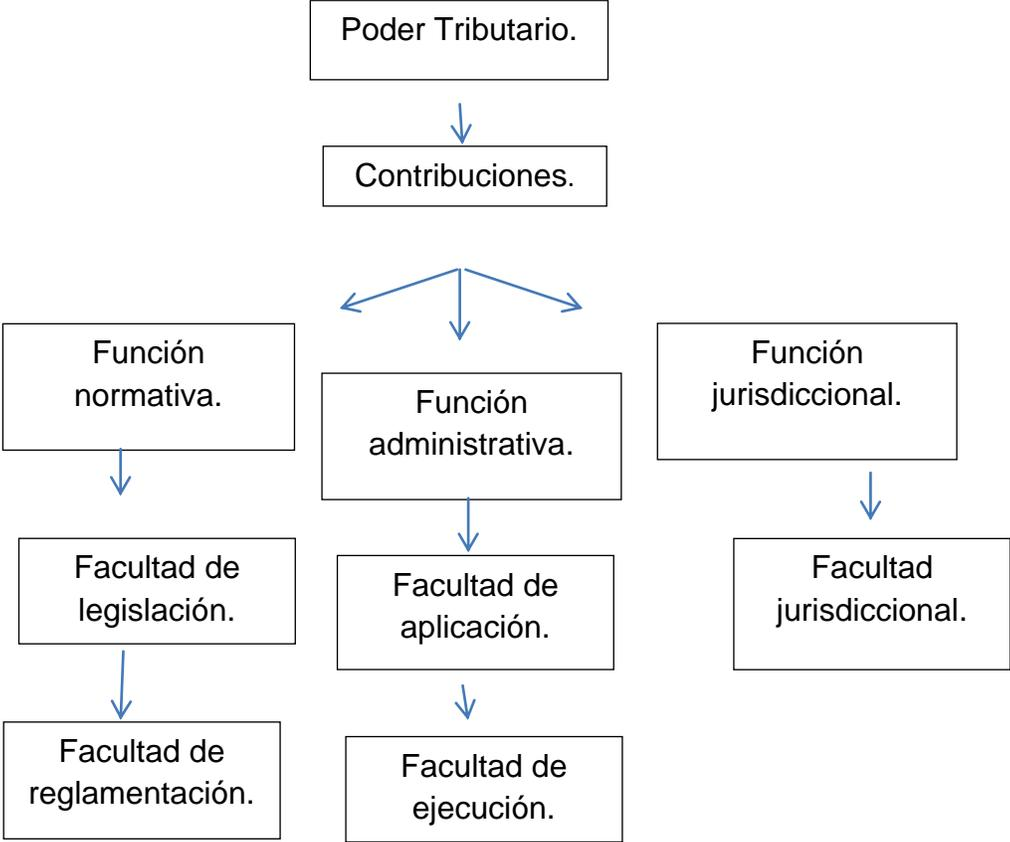 Poder Tributario.
Contribuciones.
Función
normativa.
Función
administrativa.
Función
jurisdiccional.
Facultad de
legislación.
Facultad de
aplicación.
Facultad
jurisdiccional.
Facultad de
reglamentación.
Facultad de
ejecución.